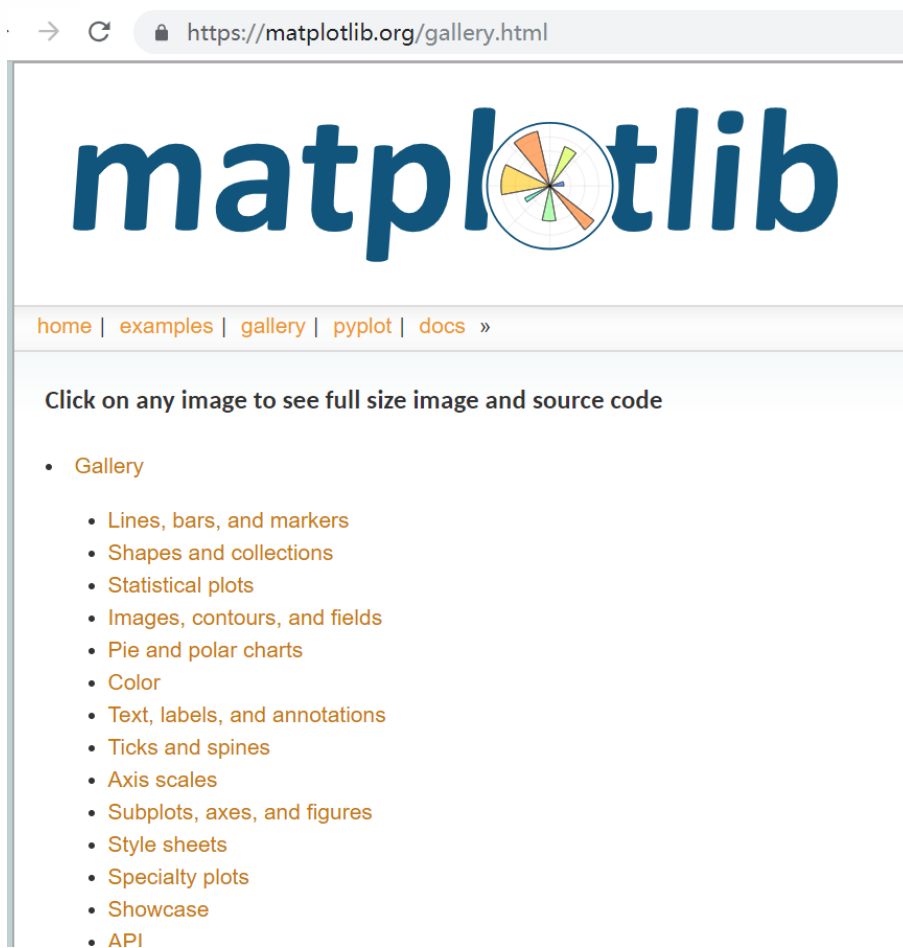 https://matplotlib.org/gallery.html
matplotlib
home | examples | gallery | pyplot | docs »
Click on any image to see full size image and source code
• Gallery
• Lines, bars, and markers
• Shapes and collections
• Statistical plots
• Images, contours, and fields
• Pie and polar charts
• Color
• Text, labels, and annotations
• Ticks and spines
• Axis scales
• Subplots, axes, and figures
• Style sheets
• Specialty plots
• Showcase
• API